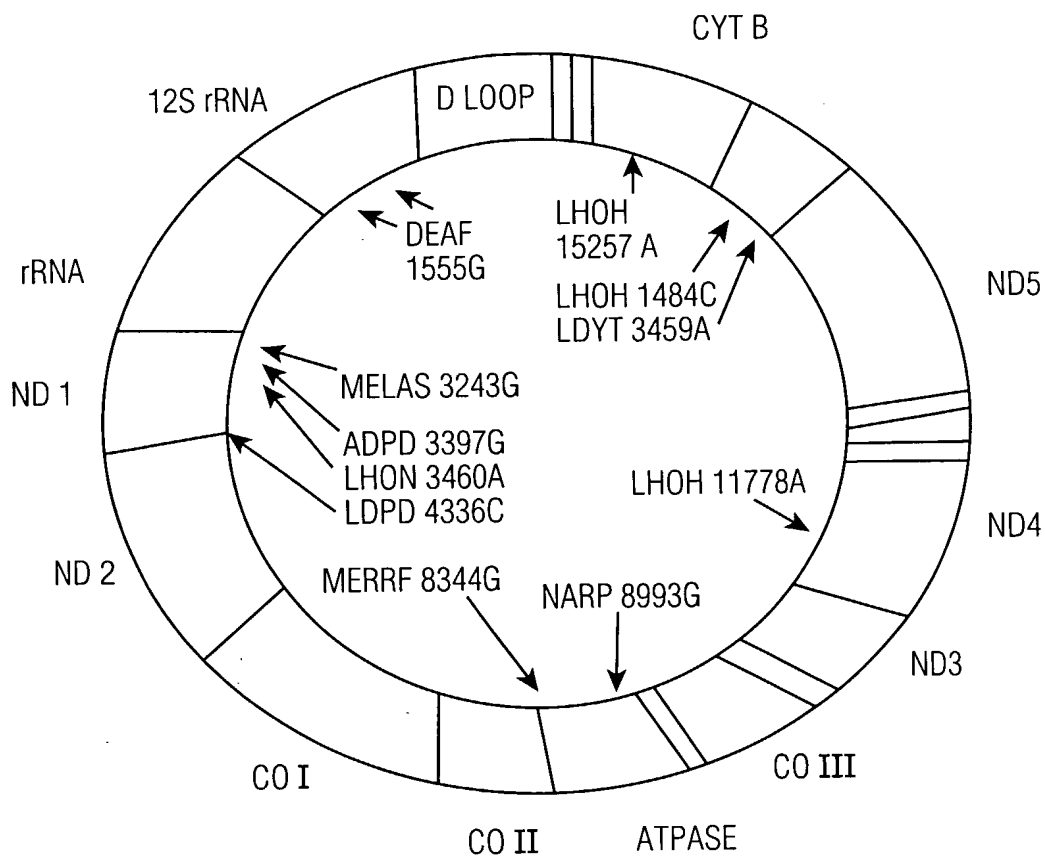 CYT B
12S rRNA
D LOOP
DEAF
1555G
LHOH
15257 A
rRNA
LHOH 1484C
LDYT 3459A
ND5
ND 1
MELAS 3243G
ADPD 3397G
LHON 3460A
LDPD 4336C
LHOH 11778A
ND4
ND 2
MERRF 8344G
NARP 8993G
ND3
CO I
CO III
CO II
ATPASE